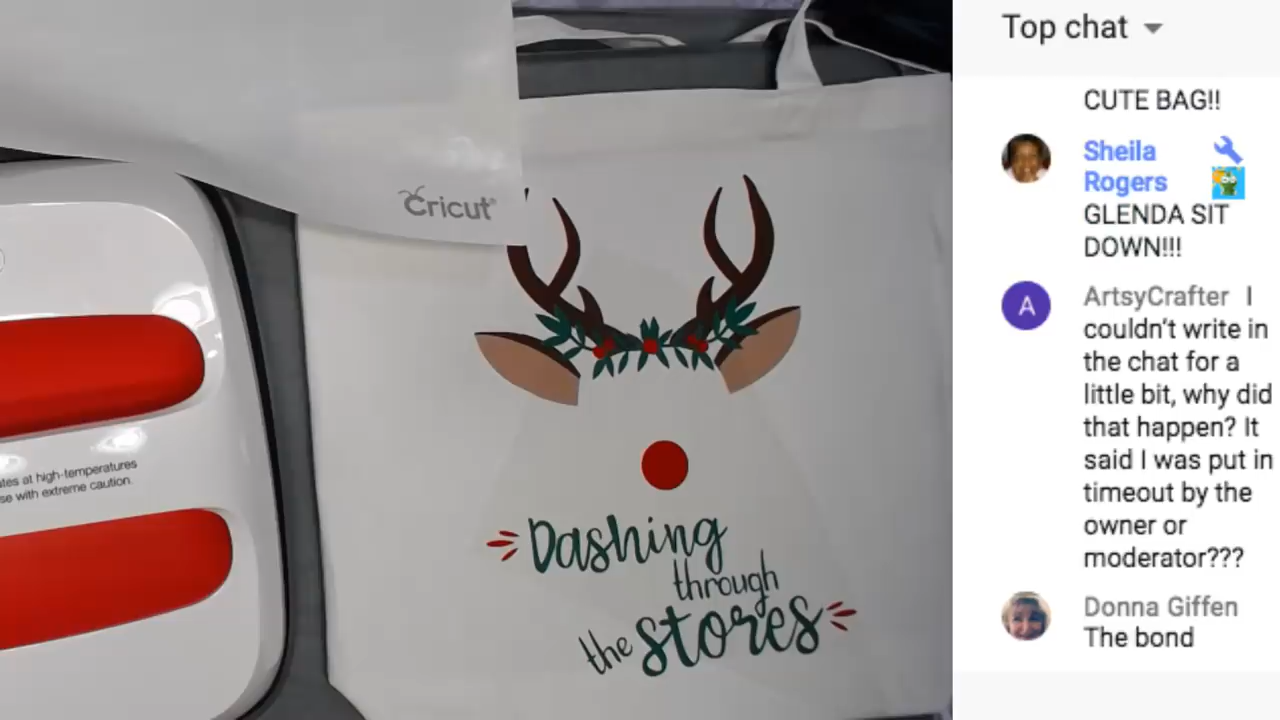 Cricut
tes at high-temperatures
se with extreme caution.
Dashing
through
the stores
Top chat
CUTE BAG!!
Sheila
Rogers
GLENDA SIT
DOWN!!!
A
ArtsyCrafter I
couldn't write in
the chat for a
little bit, why did
that happen? It
said I was put in
timeout by the
owner or
moderator???
Donna Giffen
The bond